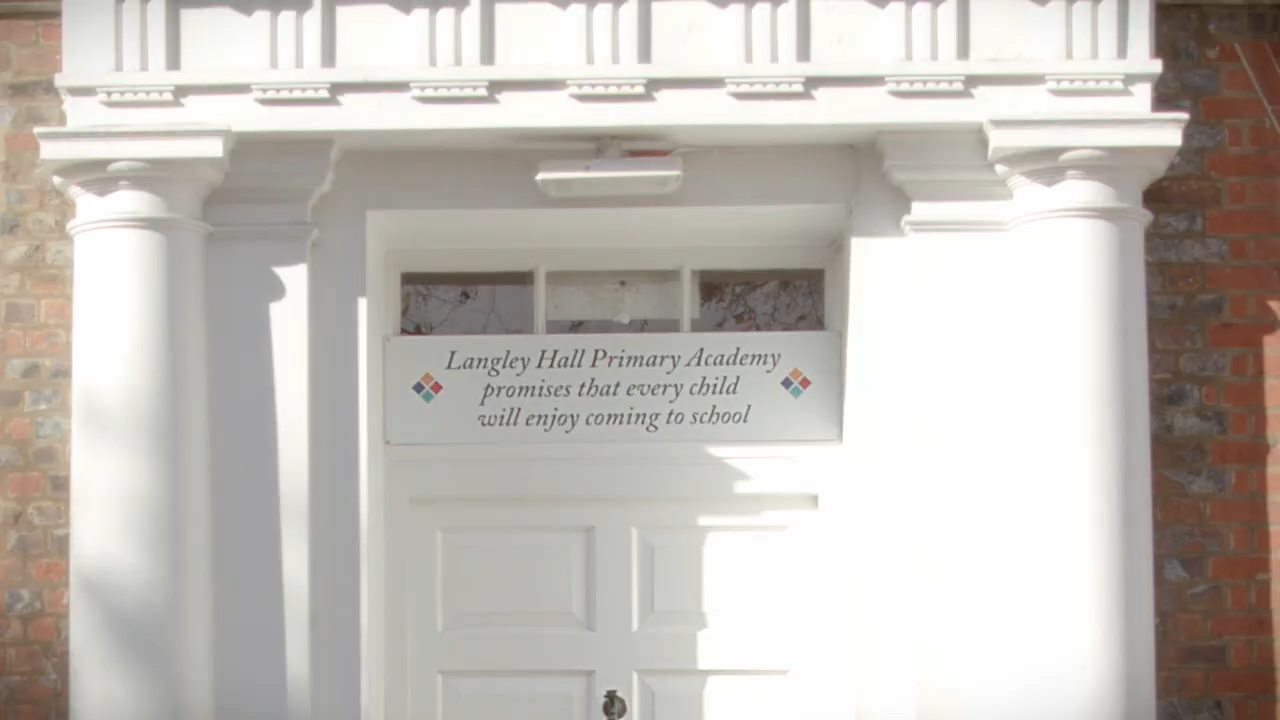 Langley Hall Primary Academy
promises that every child
will enjoy coming to school